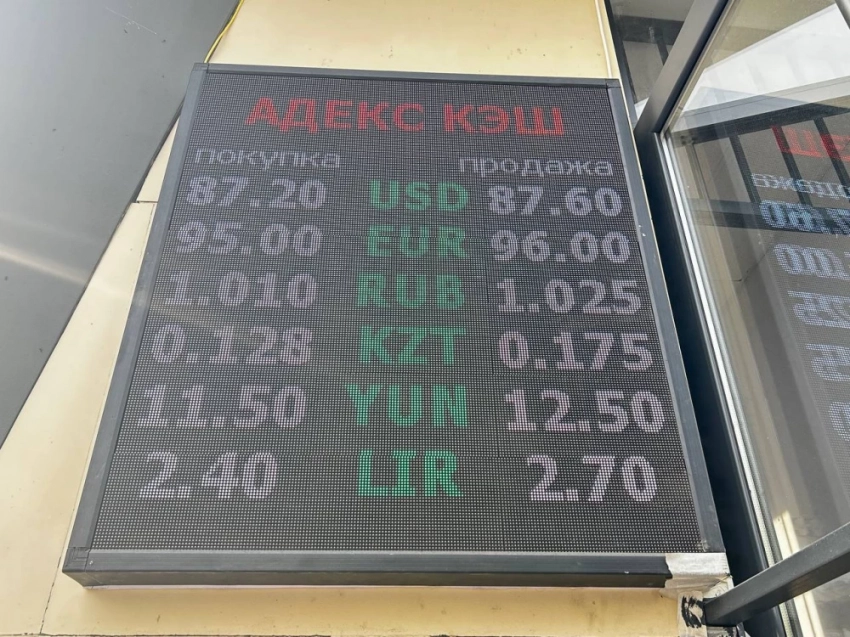 АДЕКС КЭШ
покупка продажа
87.20 USD 87.60
95.00 EUR 96.00
1.010 RUB 1.025
0.128 KZT 0.175
11.50 YUN 12.50
2.40 LIR 2.70